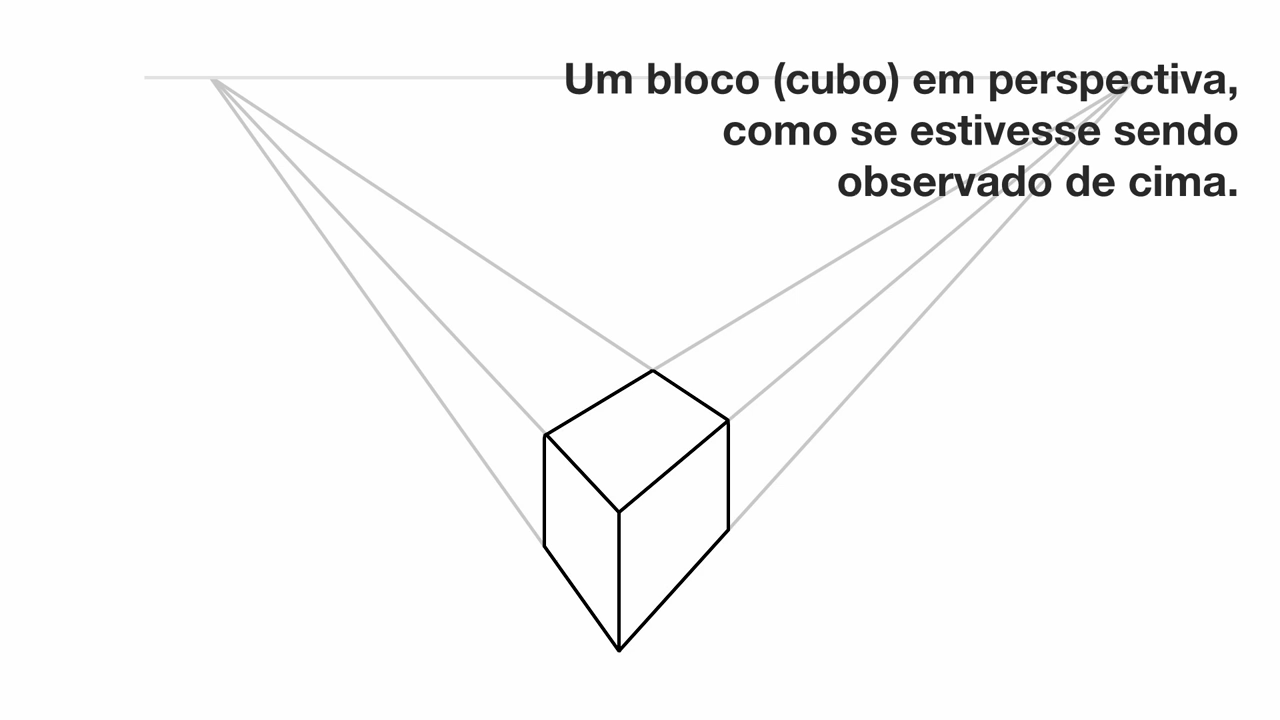 Um bloco (cubo) em perspectiva,
como se estivesse sendo
observado de cima.